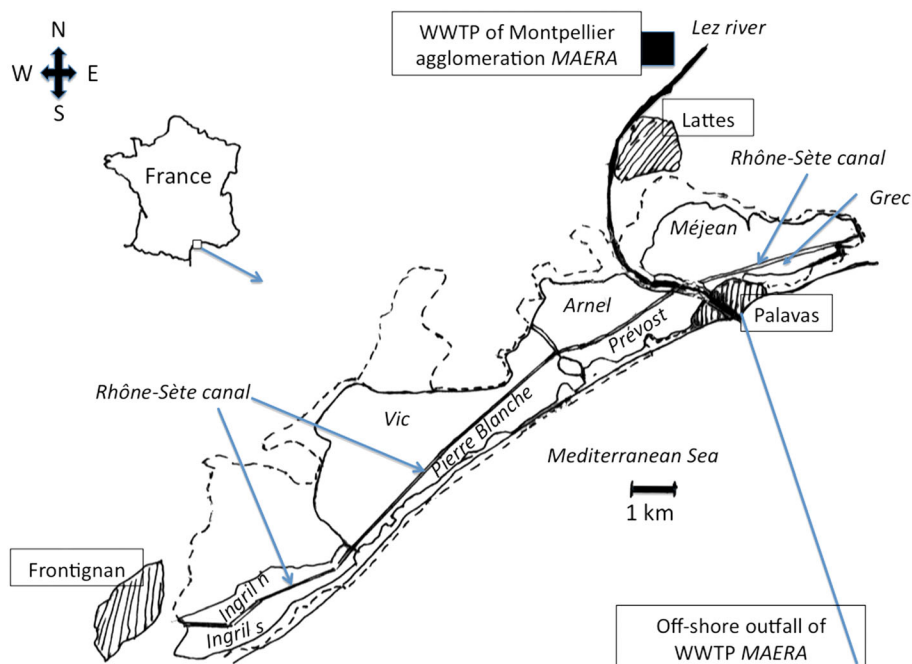 N
W E
S
WWTP of Montpellier
agglomeration MAERA
Lez river
Lattes
France
Rhône-Sète canal
Grec
Méjean
Arnel
Prévost
Palavas
Rhône-Sète canal
Vic
Pierre Blanche
Mediterranean Sea
1 km
Frontignan
Ingril n
Ingril s
Off-shore outfall of
WWTP MAERA